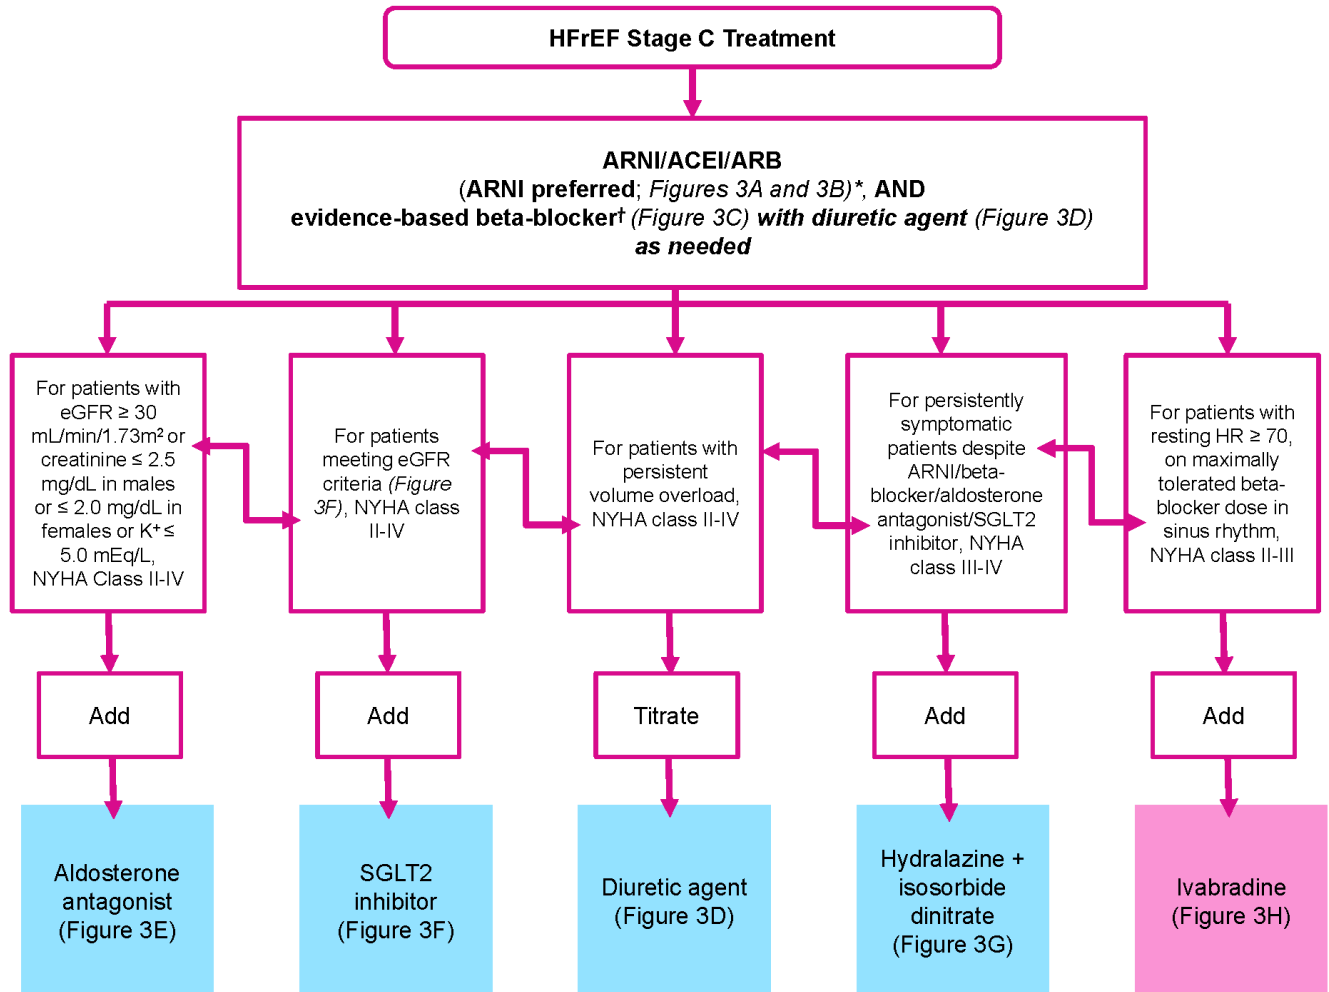 HFrEF Stage C Treatment
ARNI/ACEI/ARB
(ARNI preferred; Figures 3A and 3B)*, AND
evidence-based beta-blocker† (Figure 3C) with diuretic agent (Figure 3D)
as needed
For patients with
eGFR ≥ 30
mL/min/1.73m² or
creatinine ≤ 2.5
mg/dL in males
or ≤ 2.0 mg/dL in
females or K⁺ ≤
5.0 mEq/L,
NYHA Class II-IV
For patients
meeting eGFR
criteria (Figure
3F), NYHA class
II-IV
For patients with
persistent
volume overload,
NYHA class II-IV
For persistently
symptomatic
patients despite
ARNI/beta-
blocker/aldosterone
antagonist/SGLT2
inhibitor, NYHA
class III-IV
For patients with
resting HR ≥ 70,
on maximally
tolerated beta-
blocker dose in
sinus rhythm,
NYHA class II-III
Add
Add
Titrate
Add
Add
Aldosterone
antagonist
(Figure 3E)
SGLT2
inhibitor
(Figure 3F)
Diuretic agent
(Figure 3D)
Hydralazine +
isosorbide
dinitrate
(Figure 3G)
Ivabradine
(Figure 3H)